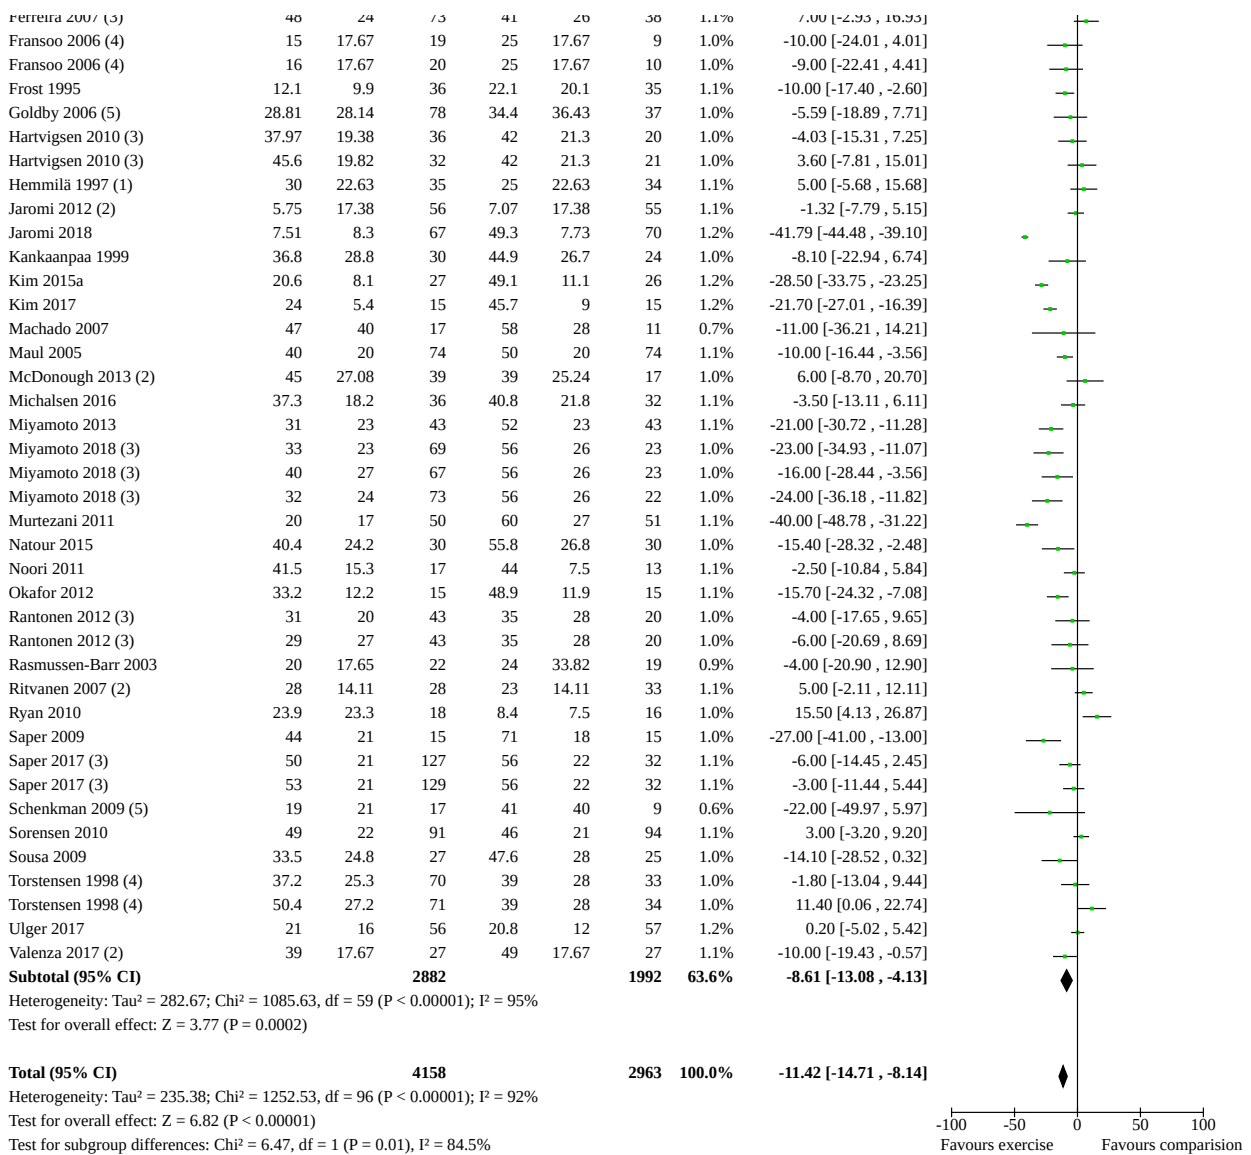 Ferreira 2007 (3) 48 24 73 41 26 38 1.1% 7.00 [-2.93 , 16.93]
Fransoo 2006 (4) 15 17.67 19 25 17.67 9 1.0% -10.00 [-24.01 , 4.01]
Fransoo 2006 (4) 16 17.67 20 25 17.67 10 1.0% -9.00 [-22.41 , 4.41]
Frost 1995 12.1 9.9 36 22.1 20.1 35 1.1% -10.00 [-17.40 , -2.60]
Goldby 2006 (5) 28.81 28.14 78 34.4 36.43 37 1.0% -5.59 [-18.89 , 7.71]
Hartvigsen 2010 (3) 37.97 19.38 36 42 21.3 20 1.0% -4.03 [-15.31 , 7.25]
Hartvigsen 2010 (3) 45.6 19.82 32 42 21.3 21 1.0% 3.60 [-7.81 , 15.01]
Hemmilä 1997 (1) 30 22.63 35 25 22.63 34 1.1% 5.00 [-5.68 , 15.68]
Jaromi 2012 (2) 5.75 17.38 56 7.07 17.38 55 1.1% -1.32 [-7.79 , 5.15]
Jaromi 2018 7.51 8.3 67 49.3 7.73 70 1.2% -41.79 [-44.48 , -39.10]
Kankaanpaa 1999 36.8 28.8 30 44.9 26.7 24 1.0% -8.10 [-22.94 , 6.74]
Kim 2015a 20.6 8.1 27 49.1 11.1 26 1.2% -28.50 [-33.75 , -23.25]
Kim 2017 24 5.4 15 45.7 9 15 1.2% -21.70 [-27.01 , -16.39]
Machado 2007 47 40 17 58 28 11 0.7% -11.00 [-36.21 , 14.21]
Maul 2005 40 20 74 50 20 74 1.1% -10.00 [-16.44 , -3.56]
McDonough 2013 (2) 45 27.08 39 39 25.24 17 1.0% 6.00 [-8.70 , 20.70]
Michalsen 2016 37.3 18.2 36 40.8 21.8 32 1.1% -3.50 [-13.11 , 6.11]
Miyamoto 2013 31 23 43 52 23 43 1.1% -21.00 [-30.72 , -11.28]
Miyamoto 2018 (3) 33 23 69 56 26 23 1.0% -23.00 [-34.93 , -11.07]
Miyamoto 2018 (3) 40 27 67 56 26 23 1.0% -16.00 [-28.44 , -3.56]
Miyamoto 2018 (3) 32 24 73 56 26 22 1.0% -24.00 [-36.18 , -11.82]
Murtezani 2011 20 17 50 60 27 51 1.1% -40.00 [-48.78 , -31.22]
Natour 2015 40.4 24.2 30 55.8 26.8 30 1.0% -15.40 [-28.32 , -2.48]
Noori 2011 41.5 15.3 17 44 7.5 13 1.1% -2.50 [-10.84 , 5.84]
Okafor 2012 33.2 12.2 15 48.9 11.9 15 1.1% -15.70 [-24.32 , -7.08]
Rantonen 2012 (3) 31 20 43 35 28 20 1.0% -4.00 [-17.65 , 9.65]
Rantonen 2012 (3) 29 27 43 35 28 20 1.0% -6.00 [-20.69 , 8.69]
Rasmussen-Barr 2003 20 17.65 22 24 33.82 19 0.9% -4.00 [-20.90 , 12.90]
Ritvanen 2007 (2) 28 14.11 28 23 14.11 33 1.1% 5.00 [-2.11 , 12.11]
Ryan 2010 23.9 23.3 18 8.4 7.5 16 1.0% 15.50 [4.13 , 26.87]
Saper 2009 44 21 15 71 18 15 1.0% -27.00 [-41.00 , -13.00]
Saper 2017 (3) 50 21 127 56 22 32 1.1% -6.00 [-14.45 , 2.45]
Saper 2017 (3) 53 21 129 56 22 32 1.1% -3.00 [-11.44 , 5.44]
Schenkman 2009 (5) 19 21 17 41 40 9 0.6% -22.00 [-49.97 , 5.97]
Sorensen 2010 49 22 91 46 21 94 1.1% 3.00 [-3.20 , 9.20]
Sousa 2009 33.5 24.8 27 47.6 28 25 1.0% -14.10 [-28.52 , 0.32]
Torstensen 1998 (4) 37.2 25.3 70 39 28 33 1.0% -1.80 [-13.04 , 9.44]
Torstensen 1998 (4) 50.4 27.2 71 39 28 34 1.0% 11.40 [0.06 , 22.74]
Ulger 2017 21 16 56 20.8 12 57 1.2% 0.20 [-5.02 , 5.42]
Valenza 2017 (2) 39 17.67 27 49 17.67 27 1.1% -10.00 [-19.43 , -0.57]
Subtotal (95% CI) 2882 1992 63.6% -8.61 [-13.08 , -4.13]
Heterogeneity: Tau² = 282.67; Chi² = 1085.63, df = 59 (P < 0.00001); I² = 95%
Test for overall effect: Z = 3.77 (P = 0.0002)
Total (95% CI) 4158 2963 100.0% -11.42 [-14.71 , -8.14]
Heterogeneity: Tau² = 235.38; Chi² = 1252.53, df = 96 (P < 0.00001); I² = 92%
Test for overall effect: Z = 6.82 (P < 0.00001)
Test for subgroup differences: Chi² = 6.47, df = 1 (P = 0.01), I² = 84.5%
-100 -50 0 50 100
Favours exercise Favours comparision